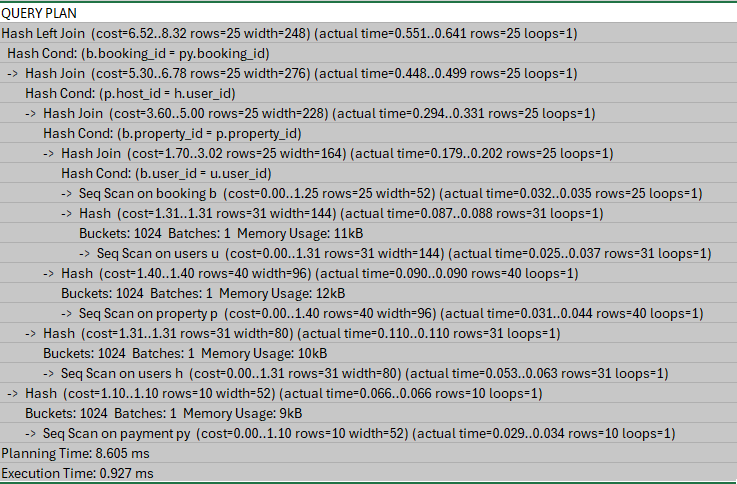 QUERY PLAN
Hash Left Join (cost=6.52..8.32 rows=25 width=248) (actual time=0.551..0.641 rows=25 loops=1)
Hash Cond: (b.booking_id = py.booking_id)
-> Hash Join (cost=5.30..6.78 rows=25 width=276) (actual time=0.448..0.499 rows=25 loops=1)
Hash Cond: (p.host_id = h.user_id)
-> Hash Join (cost=3.60..5.00 rows=25 width=228) (actual time=0.294..0.331 rows=25 loops=1)
Hash Cond: (b.property_id = p.property_id)
-> Hash Join (cost=1.70..3.02 rows=25 width=164) (actual time=0.179..0.202 rows=25 loops=1)
Hash Cond: (b.user_id = u.user_id)
-> Seq Scan on booking b (cost=0.00..1.25 rows=25 width=52) (actual time=0.032..0.035 rows=25 loops=1)
-> Hash (cost=1.31..1.31 rows=31 width=144) (actual time=0.087..0.088 rows=31 loops=1)
Buckets: 1024 Batches: 1 Memory Usage: 11kB
-> Seq Scan on users u (cost=0.00..1.31 rows=31 width=144) (actual time=0.025..0.037 rows=31 loops=1)
-> Hash (cost=1.40..1.40 rows=40 width=96) (actual time=0.090..0.090 rows=40 loops=1)
Buckets: 1024 Batches: 1 Memory Usage: 12kB
-> Seq Scan on property p (cost=0.00..1.40 rows=40 width=96) (actual time=0.031..0.044 rows=40 loops=1)
-> Hash (cost=1.31..1.31 rows=31 width=80) (actual time=0.110..0.110 rows=31 loops=1)
Buckets: 1024 Batches: 1 Memory Usage: 10kB
-> Seq Scan on users h (cost=0.00..1.31 rows=31 width=80) (actual time=0.053..0.063 rows=31 loops=1)
-> Hash (cost=1.10..1.10 rows=10 width=52) (actual time=0.066..0.066 rows=10 loops=1)
Buckets: 1024 Batches: 1 Memory Usage: 9kB
-> Seq Scan on payment py (cost=0.00..1.10 rows=10 width=52) (actual time=0.029..0.034 rows=10 loops=1)
Planning Time: 8.605 ms
Execution Time: 0.927 ms